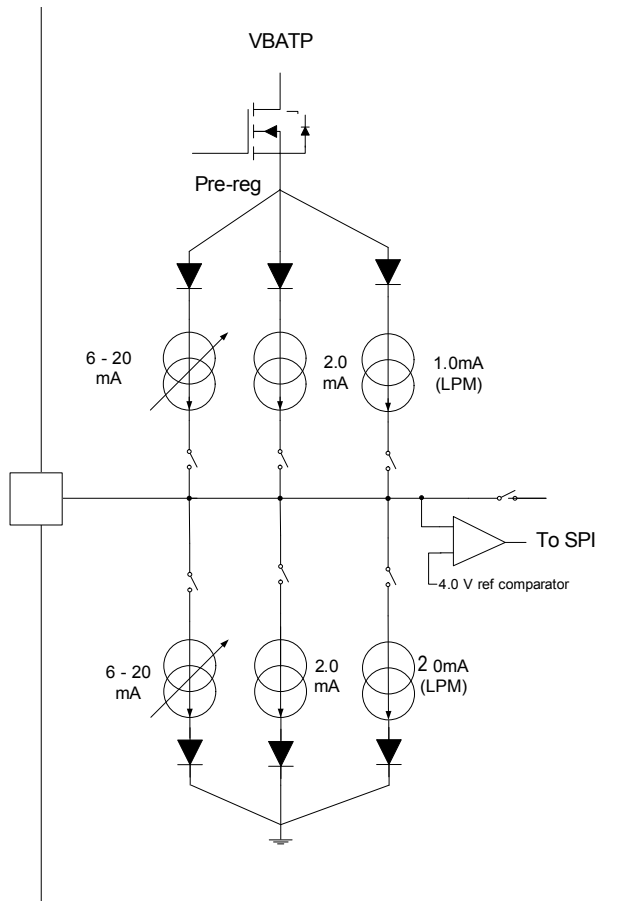 VBATP
Pre-reg
6 - 20
mA
2.0
mA
1.0mA
(LPM)
To SPI
4.0 V ref comparator
6 - 20
mA
2.0
mA
2 0mA
(LPM)